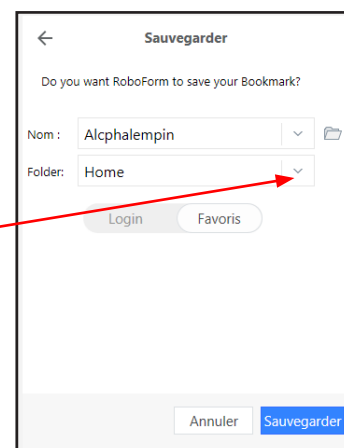 Sauvegarder
Do you want RoboForm to save your Bookmark?
Nom : Alcphalempin
Folder: Home
Login Favoris
Annuler Sauvegarder